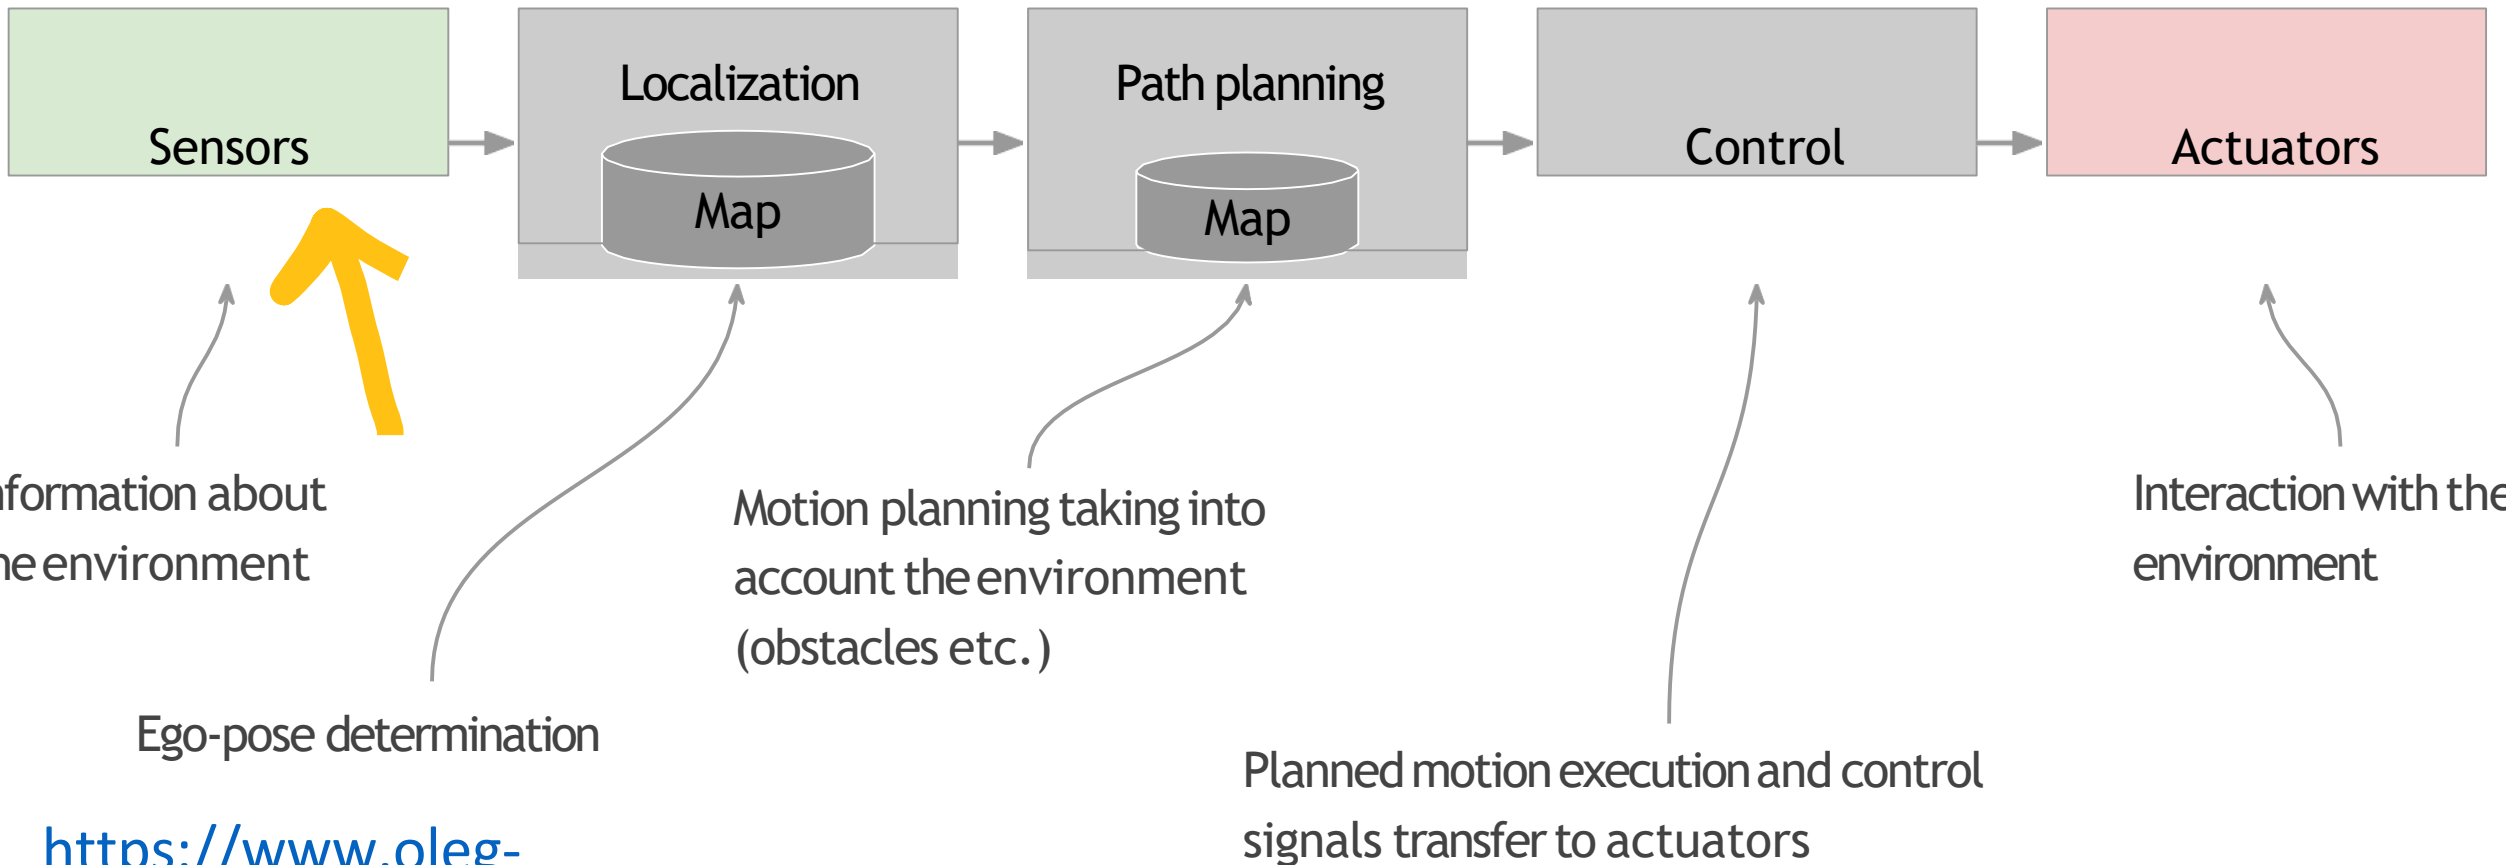 Sensors
Localization
Map
Path planning
Map
Control
Actuators
nformation about
he environment
Ego-pose determination
Motion planning taking into
account the environment
(obstacles etc.)
Planned motion execution and control
signals transfer to actuators
Interaction with the
environment
https://www.oleg-